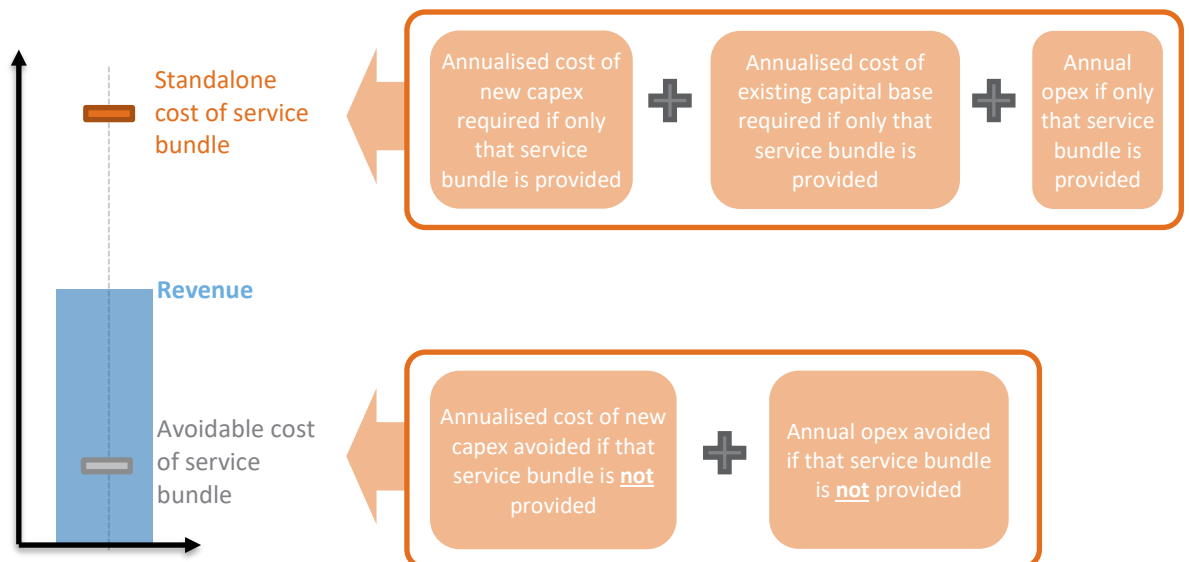 Standalone
cost of service
bundle
Annualised cost of
new capex
required if only
that service
bundle is provided
Annualised cost of
existing capital base
required if only that
service bundle is
provided
Annual
opex if only
that service
bundle is
provided
Revenue
Avoidable cost
of service
bundle
Annualised cost of new
capex avoided if that
service bundle is not
provided
Annual opex avoided
if that service bundle
is not provided